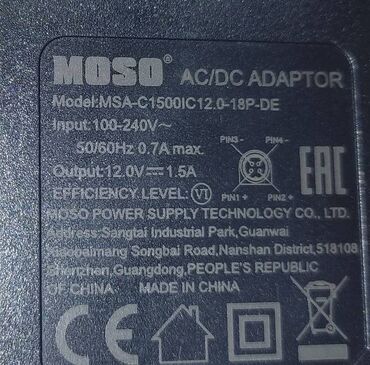 MOSO® AC/DC ADAPTOR
Model:MSA-C1500IC12.0-18P-DE
Input:100-240V～
50/60Hz 0.7A max.
Output:12.0V⎓1.5A
EFFICIENCY LEVEL:VI
PIN3- PIN4-
PIN1+ PIN2+
EAC
MOSO POWER SUPPLY TECHNOLOGY CO., LTD.
Address:Sangtai Industrial Park,Guanwai
Xiaobaimang Songbai Road,Nanshan District,518108
Shenzhen,Guangdong,PEOPLE'S REPUBLIC
OF CHINA MADE IN CHINA
CE